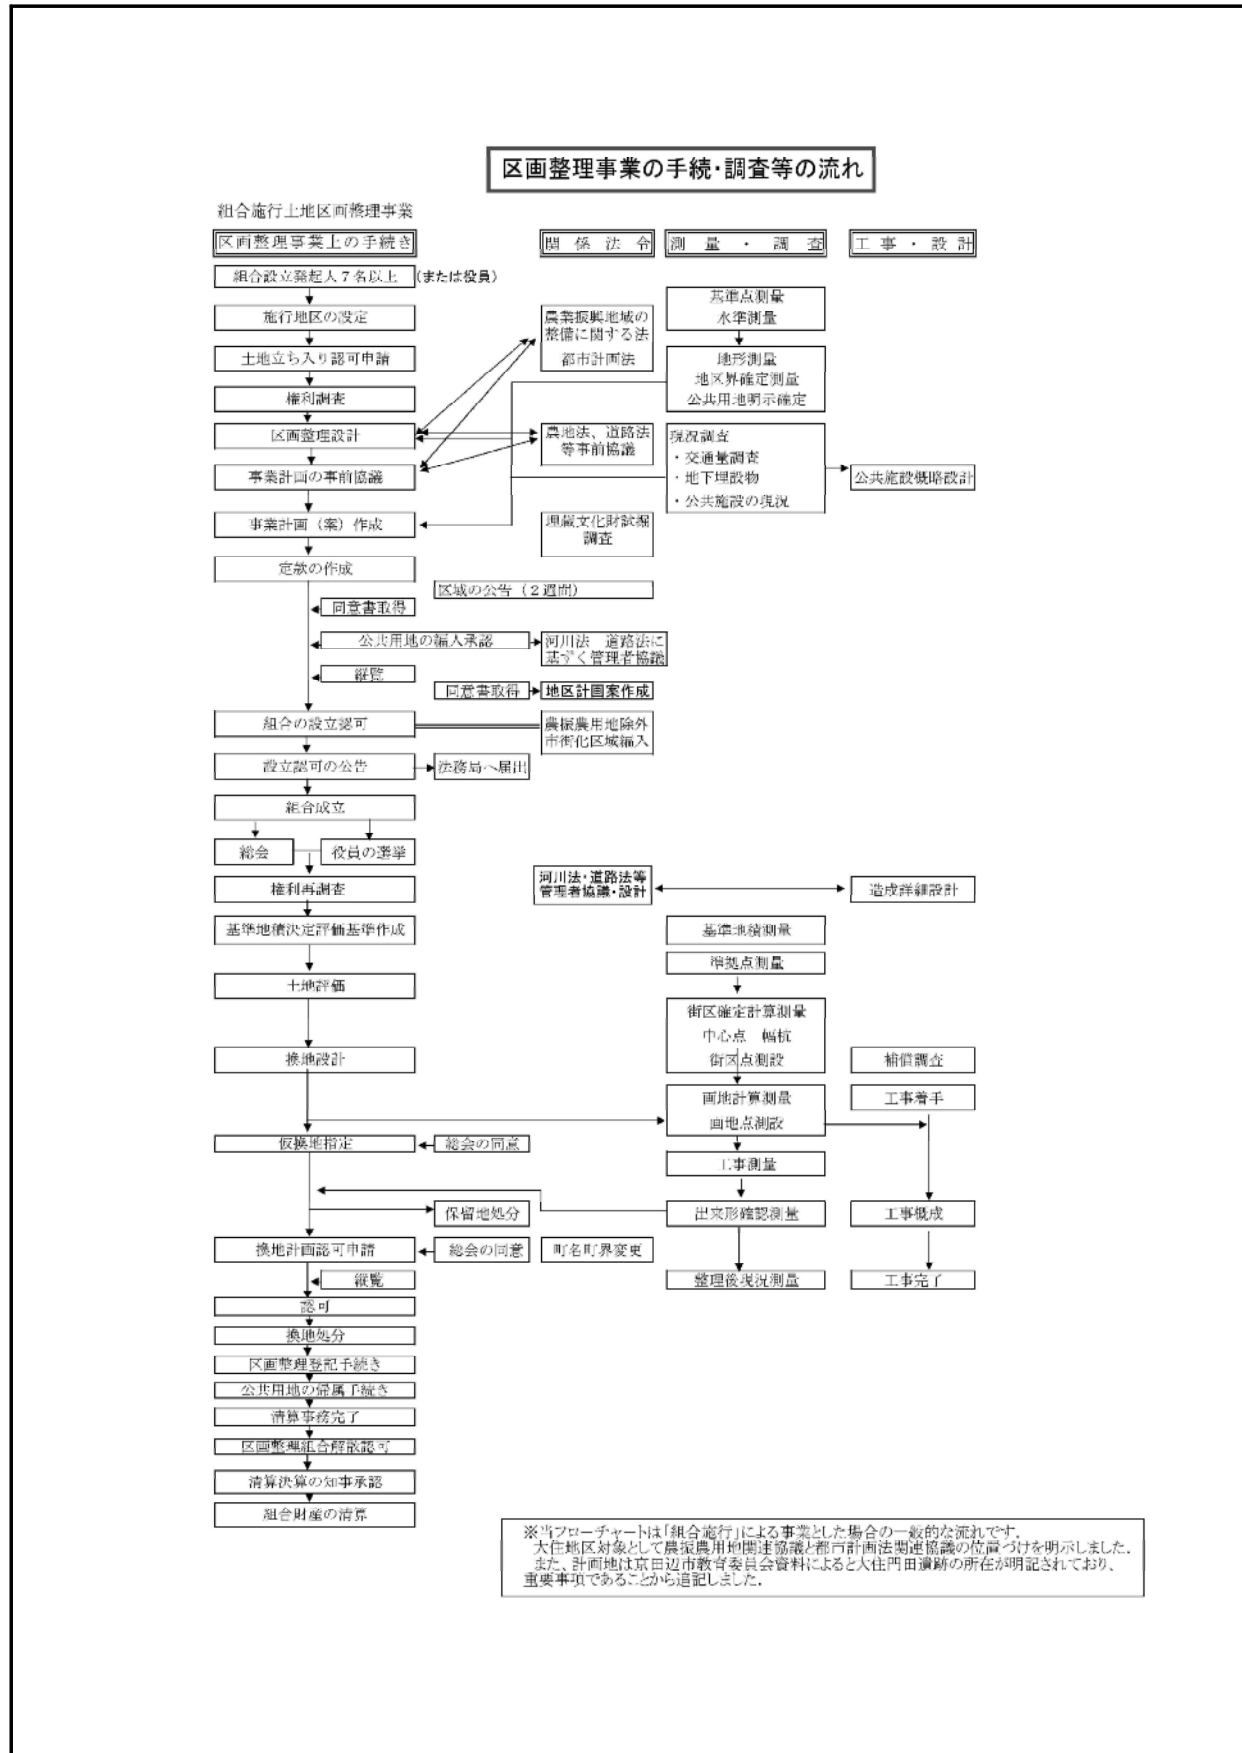 区画整理事業の手続・調査等の流れ
組合施行土地区画整理事業
区画整理事業上の手続き
関係法令
測量・調査
工事・設計
組合設立発起人７名以上
(または役員)
施行地区の設定
土地立ち入り認可申請
権利調査
区画整理設計
事業計画の事前協議
事業計画（案）作成
定款の作成
農業振興地域の
整備に関する法
都市計画法
農地法、道路法
等事前協議
埋蔵文化財試掘
調査
基準点測量
水準測量
地形測量
地区界確定測量
公共用地明示確定
現況調査
・交通量調査
・地下埋設物
・公共施設の現況
公共施設概略設計
区域の公告（２週間）
同意書取得
公共用地の編入承認
河川法　道路法に
基ずく管理者協議
縦覧
同意書取得
地区計画案作成
組合の設立認可
農振農用地除外
市街化区域編入
設立認可の公告
法務局へ届出
組合成立
総会
役員の選挙
権利再調査
河川法・道路法等
管理者協議・設計
造成詳細設計
基準地積決定評価基準作成
基準地積測量
準拠点測量
土地評価
街区確定計算測量
中心点　幅杭
街区点測設
換地設計
補償調査
画地計算測量
画地点測設
工事着手
仮換地指定
総会の同意
工事測量
保留地処分
出来形確認測量
工事概成
換地計画認可申請
総会の同意
町名町界変更
縦覧
整理後現況測量
工事完了
認可
換地処分
区画整理登記手続き
公共用地の帰属手続き
清算事務完了
区画整理組合解散認可
清算決算の知事承認
組合財産の清算
※当フローチャートは「組合施行」による事業とした場合の一般的な流れです．
大住地区対象として農振農用地関連協議と都市計画法関連協議の位置づけを明示しました．
また、計画地は京田辺市教育委員会資料によると大住門田遺跡の所在が明記されており、
重要事項であることから追記しました．